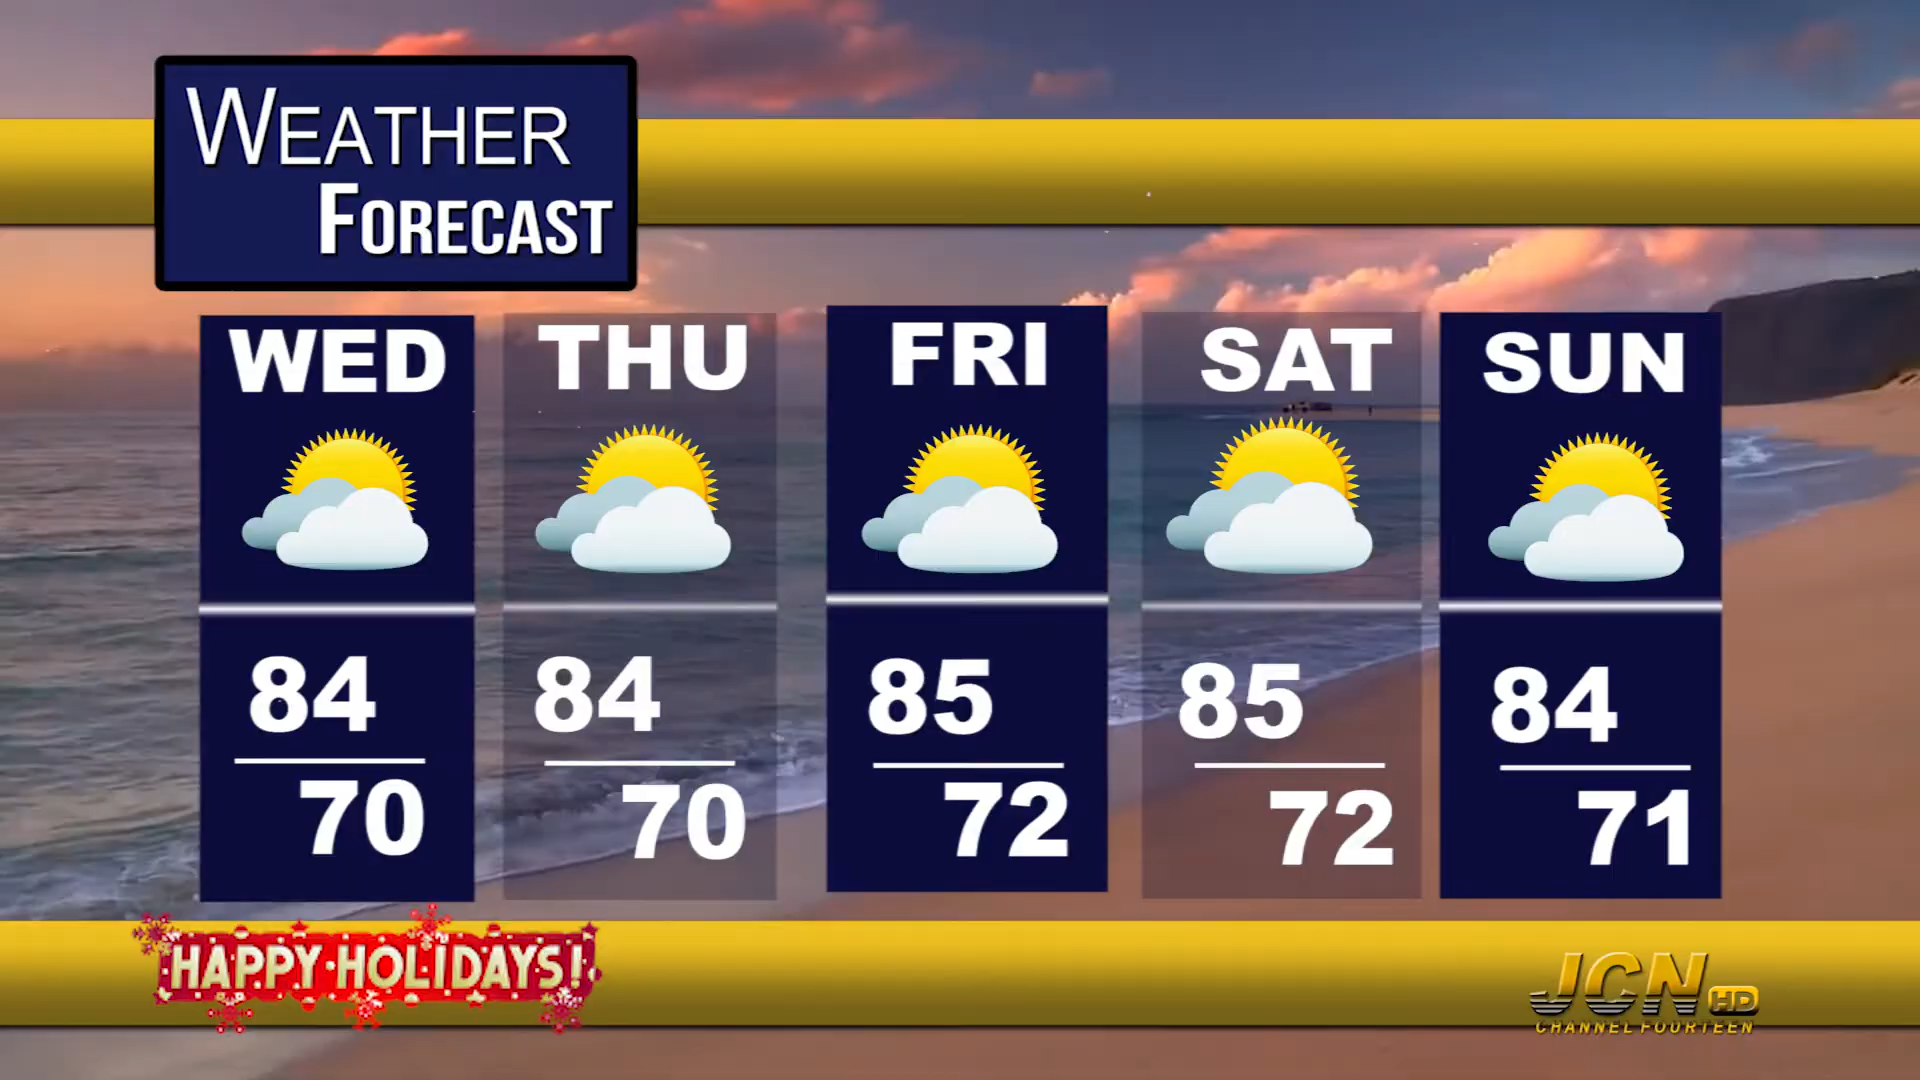 WEATHER
FORECAST
WED
THU
FRI
SAT
SUN
84
84
85
85
84
70
70
72
72
71
HAPPY HOLIDAYS!
JCN HD
CHANNEL FOURTEEN